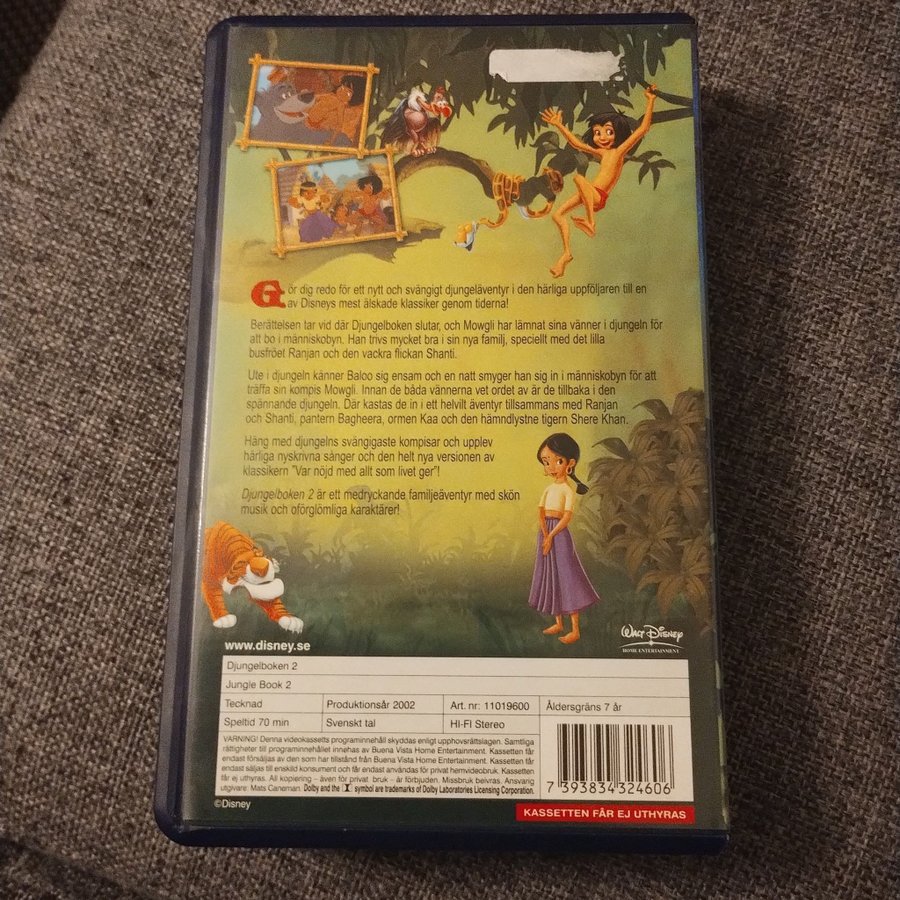 Gör dig redo för ett nytt och svängigt djungeläventyr i den härliga uppföljaren till en
av Disneys mest älskade klassiker genom tiderna!
Berättelsen tar vid där Djungelboken slutar, och Mowgli har lämnat sina vänner i djungeln för
att bo i människobyn. Han trivs mycket bra i sin nya familj, speciellt med det lilla
busfröet Ranjan och den vackra flickan Shanti.
Ute i djungeln känner Baloo sig ensam och en natt smyger han sig in i människobyn för att
träffa sin kompis Mowgli. Innan de båda vännerna vet ordet av är de tillbaka i den
spännande djungeln. Där kastas de in i ett helvilt äventyr tillsammans med Ranjan
och Shanti, pantern Bagheera, ormen Kaa och den hämndlystne tigern Shere Khan.
Häng med djungelns svängigaste kompisar och upplev
härliga nyskrivna sånger och den helt nya versionen av
klassikern "Var nöjd med allt som livet ger"!
Djungelboken 2 är ett medryckande familjeäventyr med skön
musik och oförglömliga karaktärer!
www.disney.se
Walt Disney
HOME ENTERTAINMENT
Djungelboken 2
Jungle Book 2
Tecknad Produktionsår 2002 Art. nr: 11019600 Åldersgräns 7 år
Speltid 70 min Svenskt tal HI-FI Stereo
VARNING! Denna videokassetts programinnehåll skyddas enligt upphovsrättslagen. Samtliga
rättigheter till programinnehållet innehas av Buena Vista Home Entertainment. Kassetten får
endast försäljas av den som har tillstånd från Buena Vista Home Entertainment. Kassetten får
endast säljas till enskild konsument och får endast användas för privat hemvideobruk. Kassetten
får ej uthyras. All kopiering - även för privat bruk - är förbjuden. Missbruk beivras. Ansvarig
utgivare: Mats Caneman. Dolby and the symbol are trademarks of Dolby Laboratories Licensing Corporation.
7 393834 324606
©Disney
KASSETTEN FÅR EJ UTHYRAS